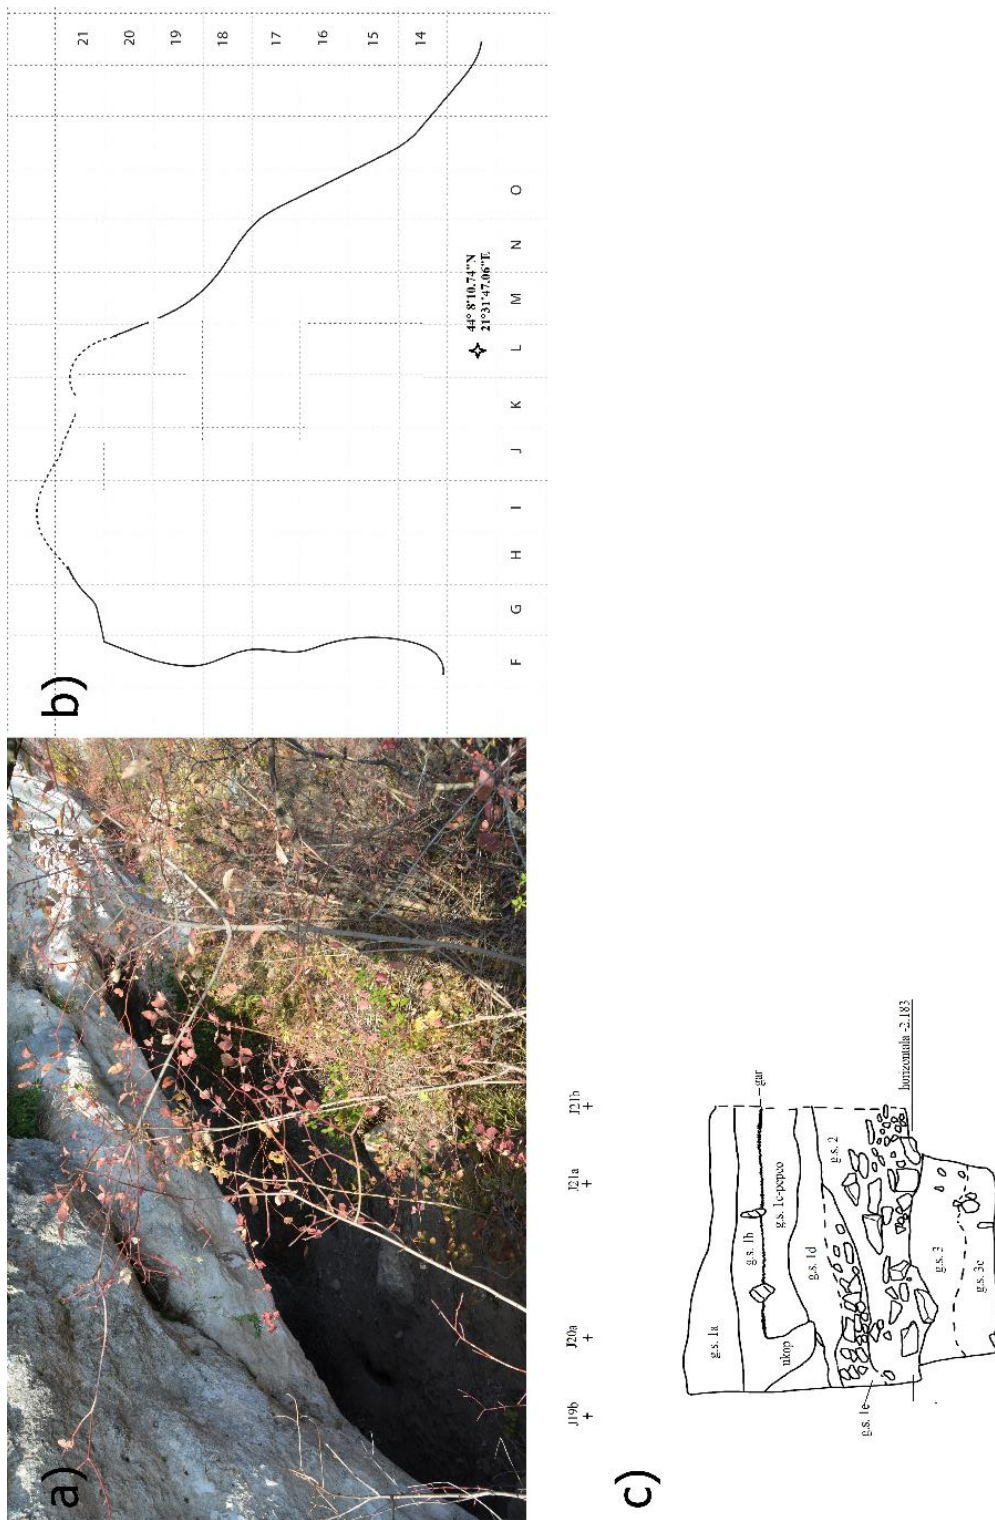 a)
b)
21
20
19
18
17
16
15
14
F G H I J K L M N O
44° 8'10.74"N
21°31'47.06"E
c)
J19b J20a J21a J21b
g.s. 1a
g.s. 1b
gar
g.s. 1c-pepeo
ukop
g.s. 1d
g.s. 2
g.s. 1e
g.s. 3
g.s. 3c
horizontala -2.183